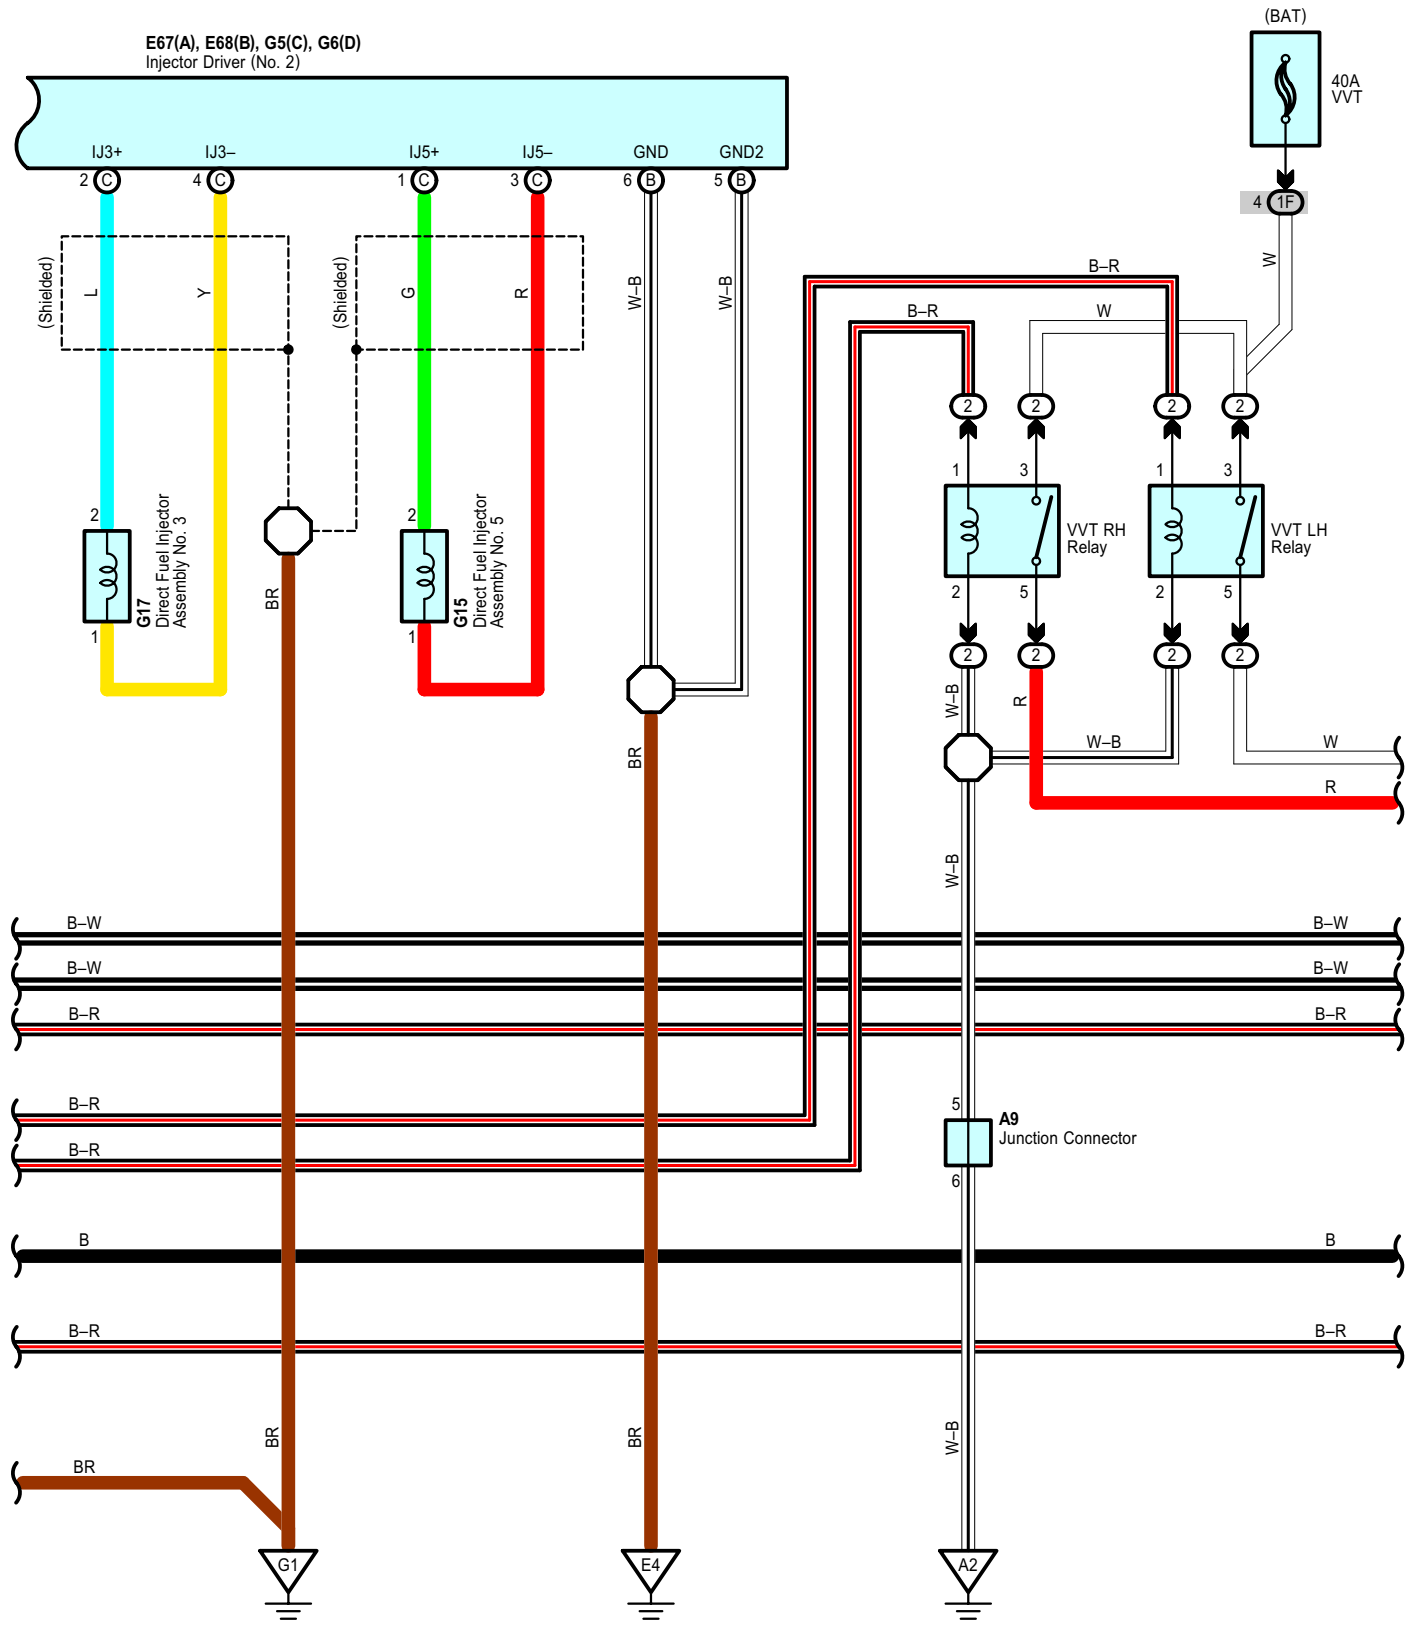 (BAT)
E67(A), E68(B), G5(C), G6(D)
Injector Driver (No. 2)
40A
VVT
IJ3+ IJ3– IJ5+ IJ5– GND GND2
2 C 4 C 1 C 3 C 6 B 5 B
4 1F
(Shielded) L Y (Shielded) G R W–B W–B
W
B–R
B–R W
2 2 2 2
1 3 1 3
VVT RH
Relay
VVT LH
Relay
2 5 2 5
2 2 2 2
2 2
G17
Direct Fuel Injector
Assembly No. 3
G15
Direct Fuel Injector
Assembly No. 5
1 1
BR
W–B R
BR W–B W
R
W–B
B–W B–W
B–W B–W
B–R B–R
B–R
5
A9
Junction Connector
B–R
6
B B
B–R B–R
BR BR W–B
BR
G1 E4 A2